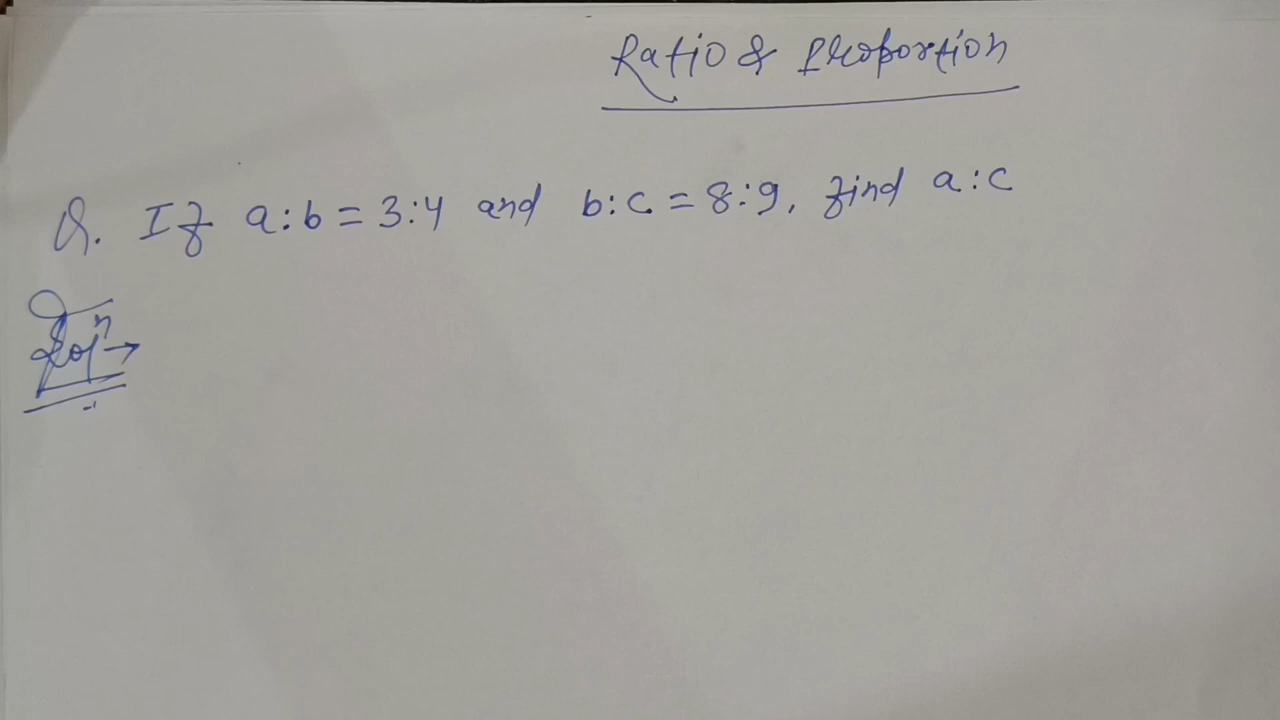 Ratio & Proportion
Q. If a:b = 3:4 and b:c = 8:9, find a:c
Solⁿ→